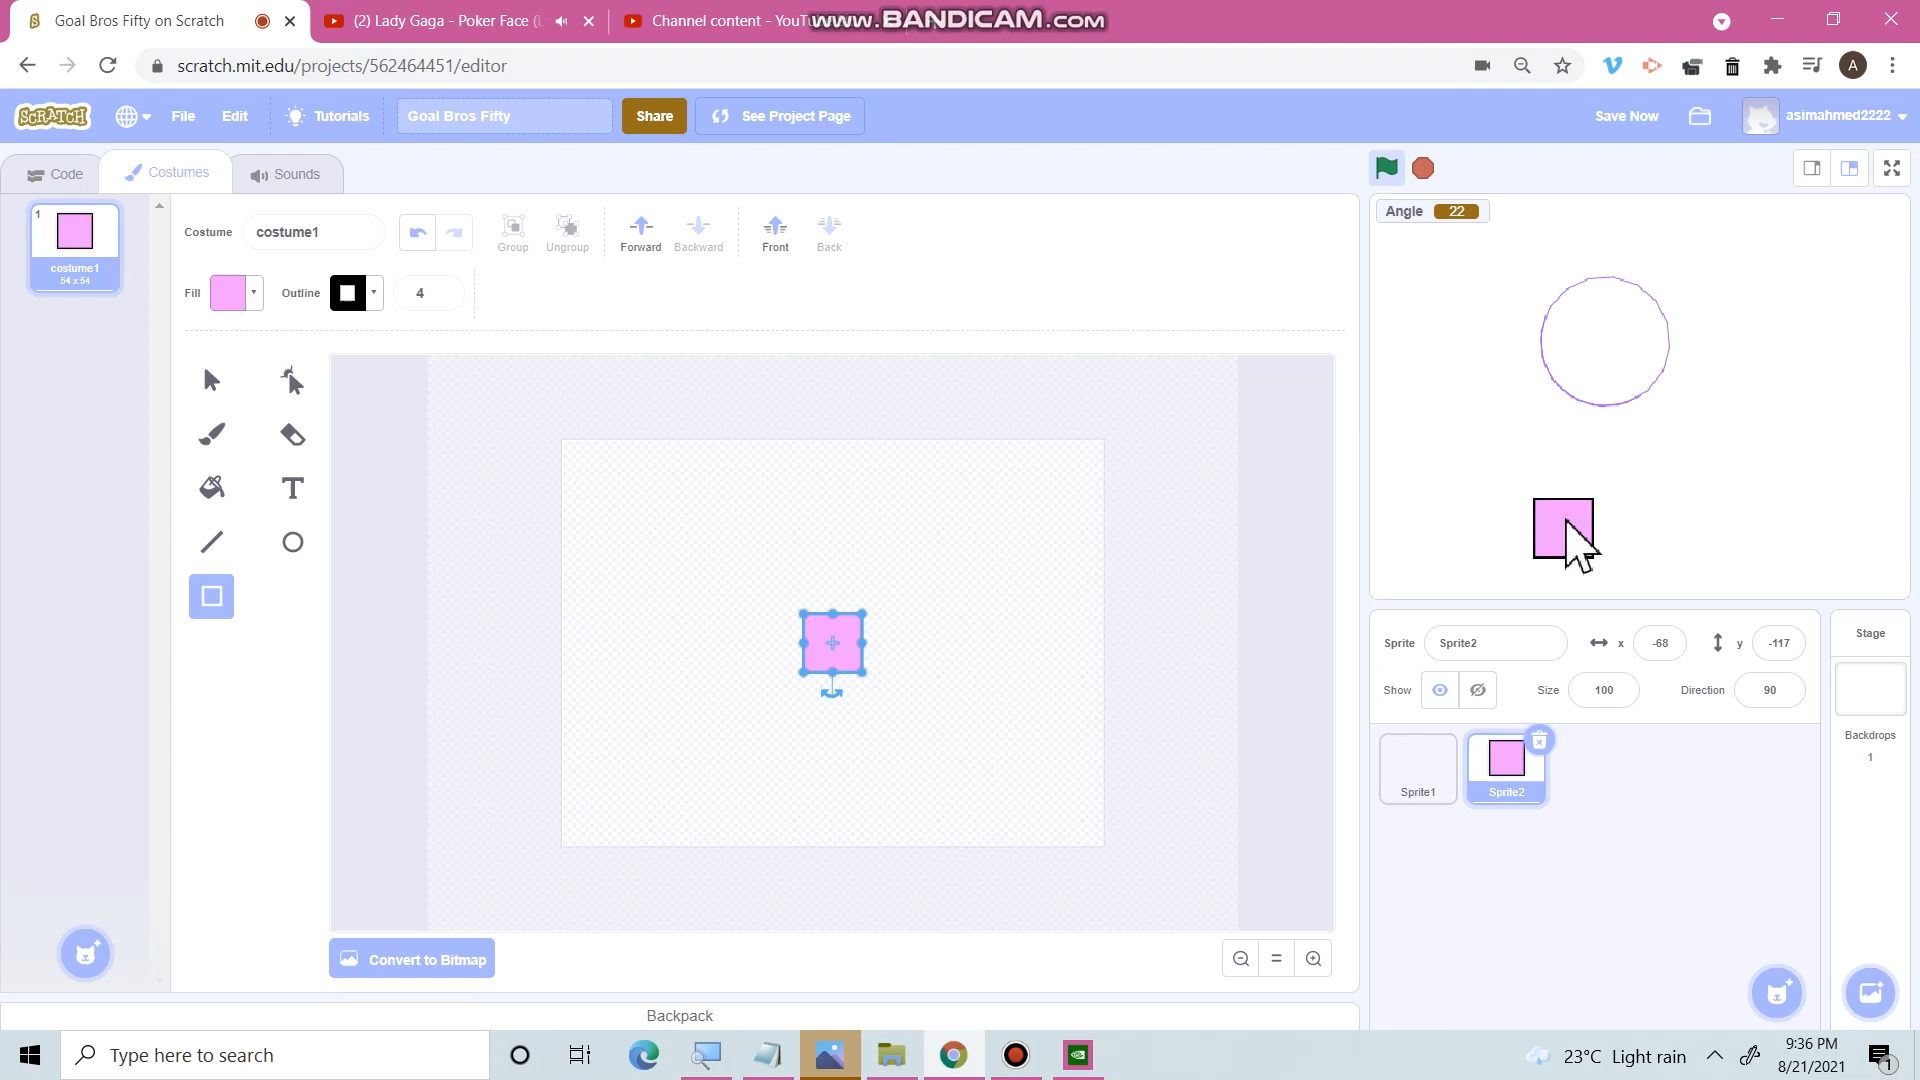 Goal Bros Fifty on Scratch
(2) Lady Gaga - Poker Face (
Channel content - YouT
www.BANDICAM.COM
scratch.mit.edu/projects/562464451/editor
A
SCRATCH
File
Edit
Tutorials
Goal Bros Fifty
Share
See Project Page
Save Now
asimahmed2222
Code
Costumes
Sounds
1
costume1
54 x 54
Costume
costume1
Group
Ungroup
Forward
Backward
Front
Back
Fill
Outline
4
Angle 22
Convert to Bitmap
Backpack
Sprite
Sprite2
x
-68
y
-117
Show
Size
100
Direction
90
Sprite1
Sprite2
Stage
Backdrops
1
Type here to search
23°C Light rain
9:36 PM
8/21/2021
1